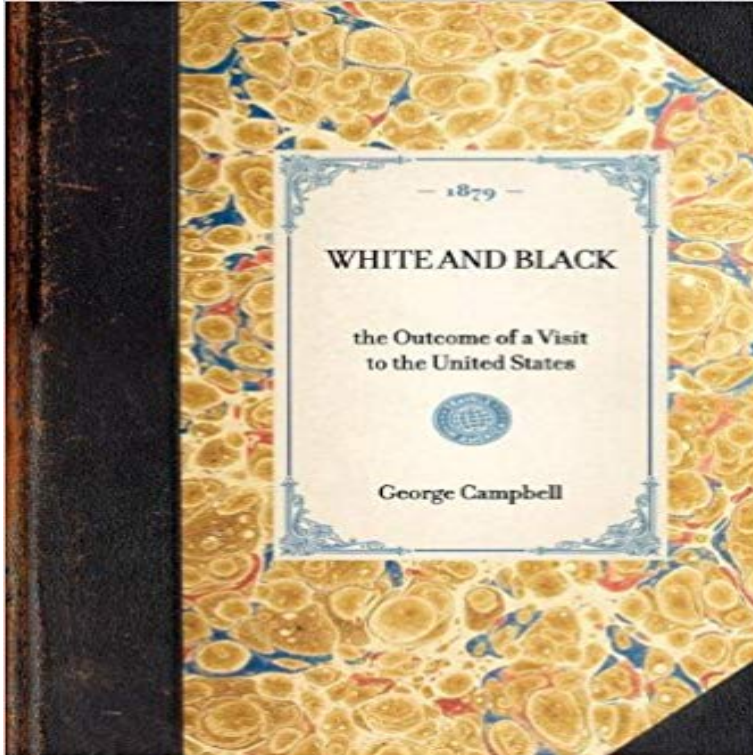 — 1879 —
WHITE AND BLACK
the Outcome of a Visit
to the United States
George Campbell